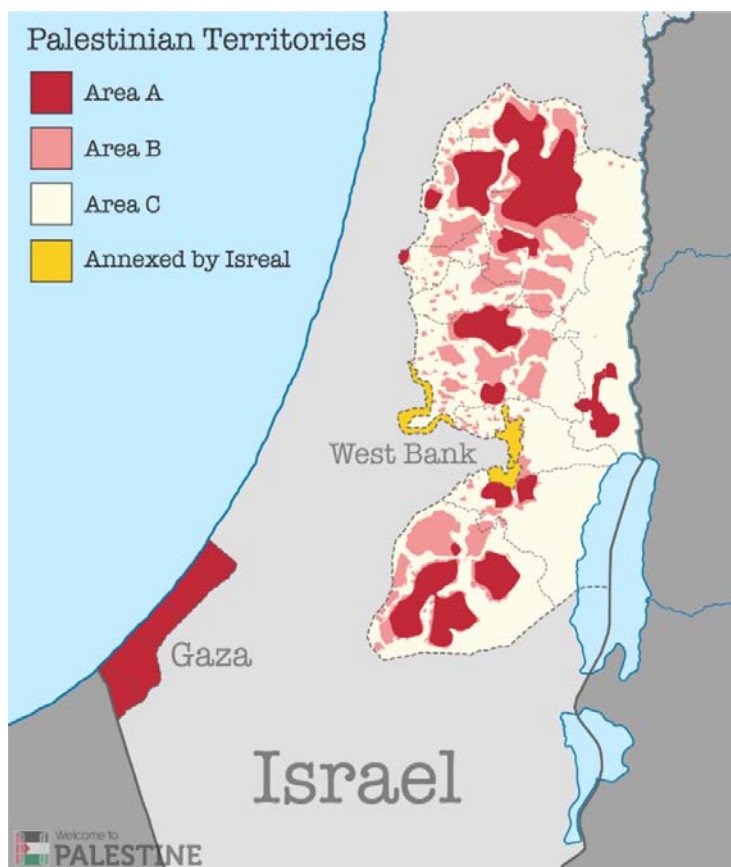 Palestinian Territories
Area A
Area B
Area C
Annexed by Isreal
West Bank
Gaza
Israel
Welcome to
PALESTINE